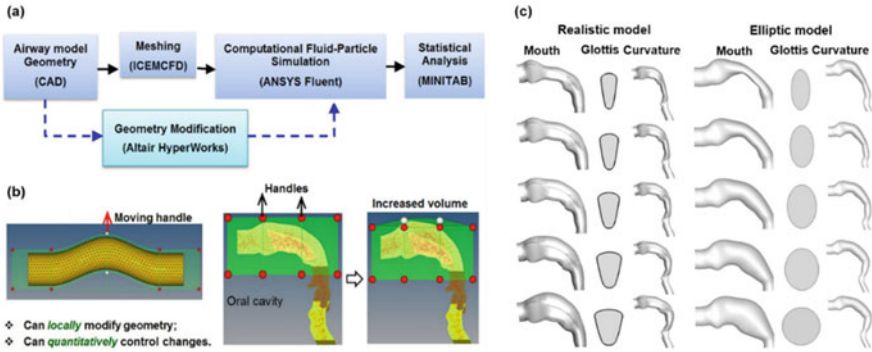 (a)
Airway model
Geometry
(CAD)
Meshing
(ICEMCFD)
Computational Fluid-Particle
Simulation
(ANSYS Fluent)
Statistical
Analysis
(MINITAB)
Geometry Modification
(Altair HyperWorks)
(b)
Moving handle
Handles
Increased volume
Oral cavity
❖ Can locally modify geometry;
❖ Can quantitatively control changes.
(c)
Realistic model
Mouth Glottis Curvature
Elliptic model
Mouth Glottis Curvature